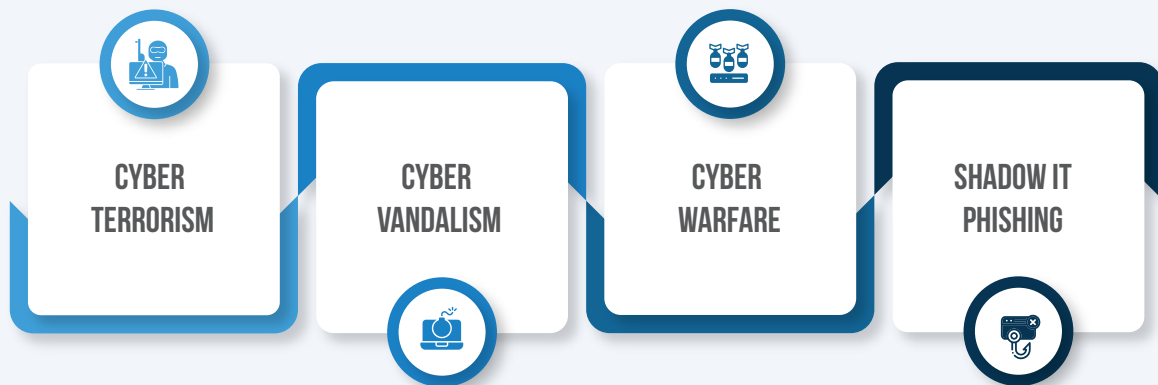 CYBER
TERRORISM
CYBER
VANDALISM
CYBER
WARFARE
SHADOW IT
PHISHING